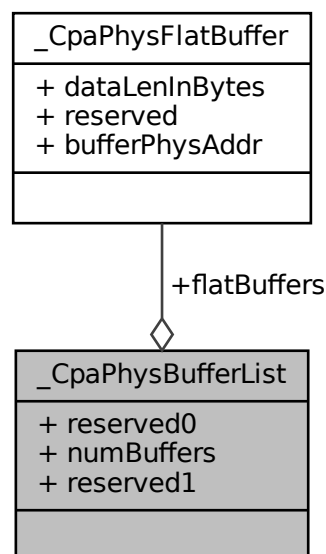 _CpaPhysFlatBuffer
+ dataLenInBytes
+ reserved
+ bufferPhysAddr
+flatBuffers
_CpaPhysBufferList
+ reserved0
+ numBuffers
+ reserved1